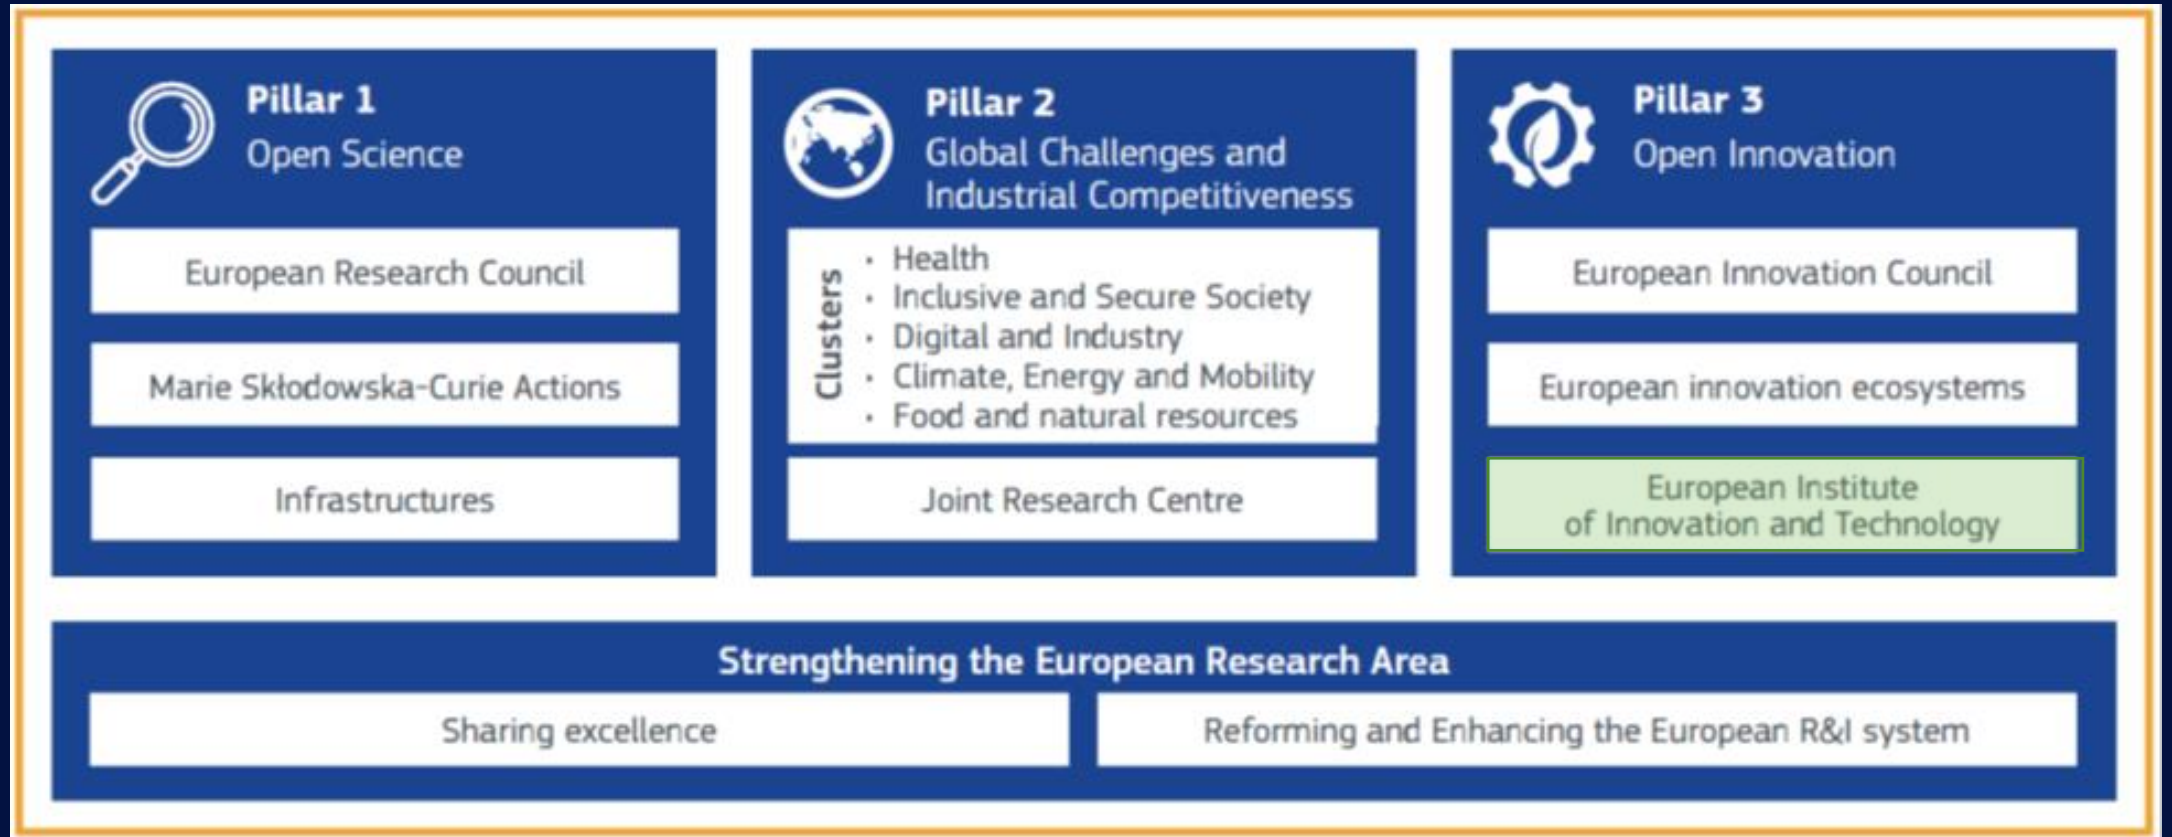 Pillar 1
Open Science
European Research Council
Marie Skłodowska-Curie Actions
Infrastructures
Pillar 2
Global Challenges and
Industrial Competitiveness
Clusters
· Health
· Inclusive and Secure Society
· Digital and Industry
· Climate, Energy and Mobility
· Food and natural resources
Joint Research Centre
Pillar 3
Open Innovation
European Innovation Council
European innovation ecosystems
European Institute
of Innovation and Technology
Strengthening the European Research Area
Sharing excellence
Reforming and Enhancing the European R&I system